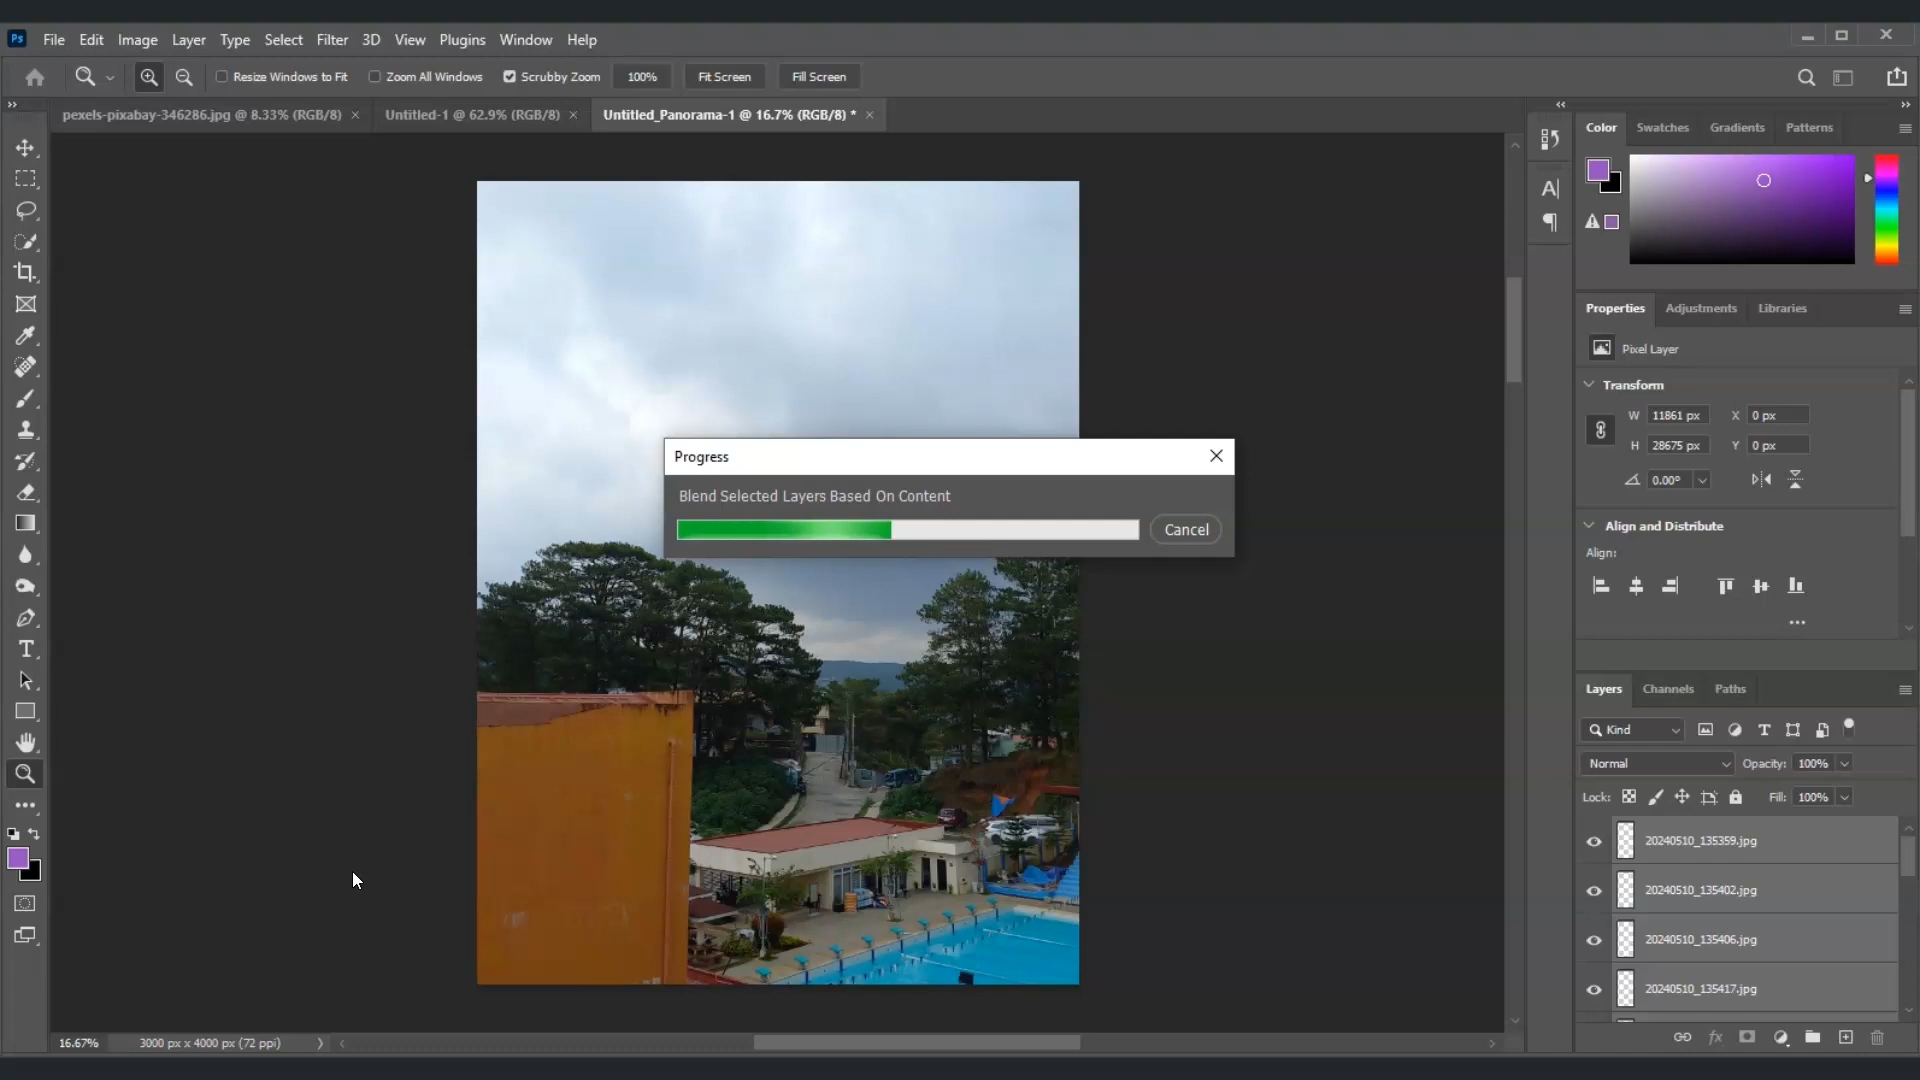 Ps File Edit Image Layer Type Select Filter 3D View Plugins Window Help
Resize Windows to Fit Zoom All Windows Scrubby Zoom 100% Fit Screen Fill Screen
pexels-pixabay-346286.jpg @ 8.33% (RGB/8) Untitled-1 @ 62.9% (RGB/8) Untitled_Panorama-1 @ 16.7% (RGB/8) *
Color Swatches Gradients Patterns
Properties Adjustments Libraries
Pixel Layer
Transform
W 11861 px X 0 px
H 28675 px Y 0 px
0.00°
Align and Distribute
Align:
Progress
Blend Selected Layers Based On Content
Cancel
Layers Channels Paths
Kind
Normal Opacity: 100%
Lock: Fill: 100%
20240510_135359.jpg
20240510_135402.jpg
20240510_135406.jpg
20240510_135417.jpg
16.67% 3000 px x 4000 px (72 ppi)